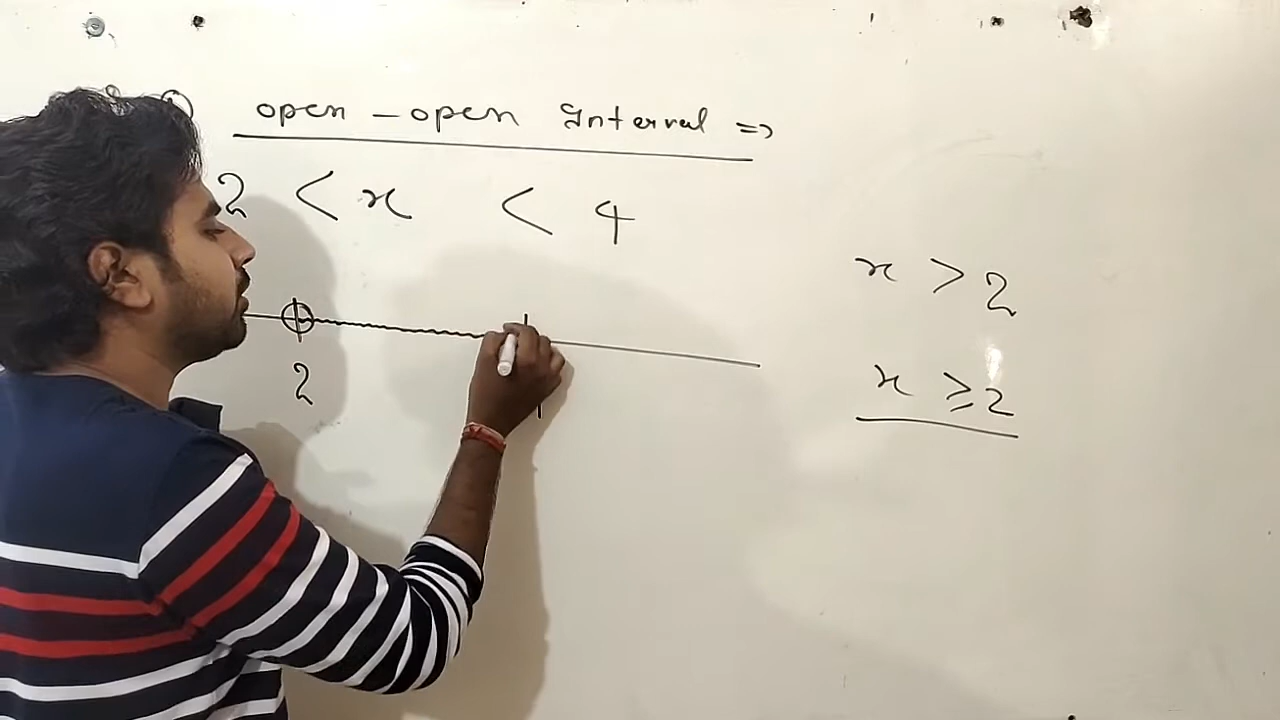 open - open Interval =>
2 < x < 4
x > 2
2
x ≥ 2